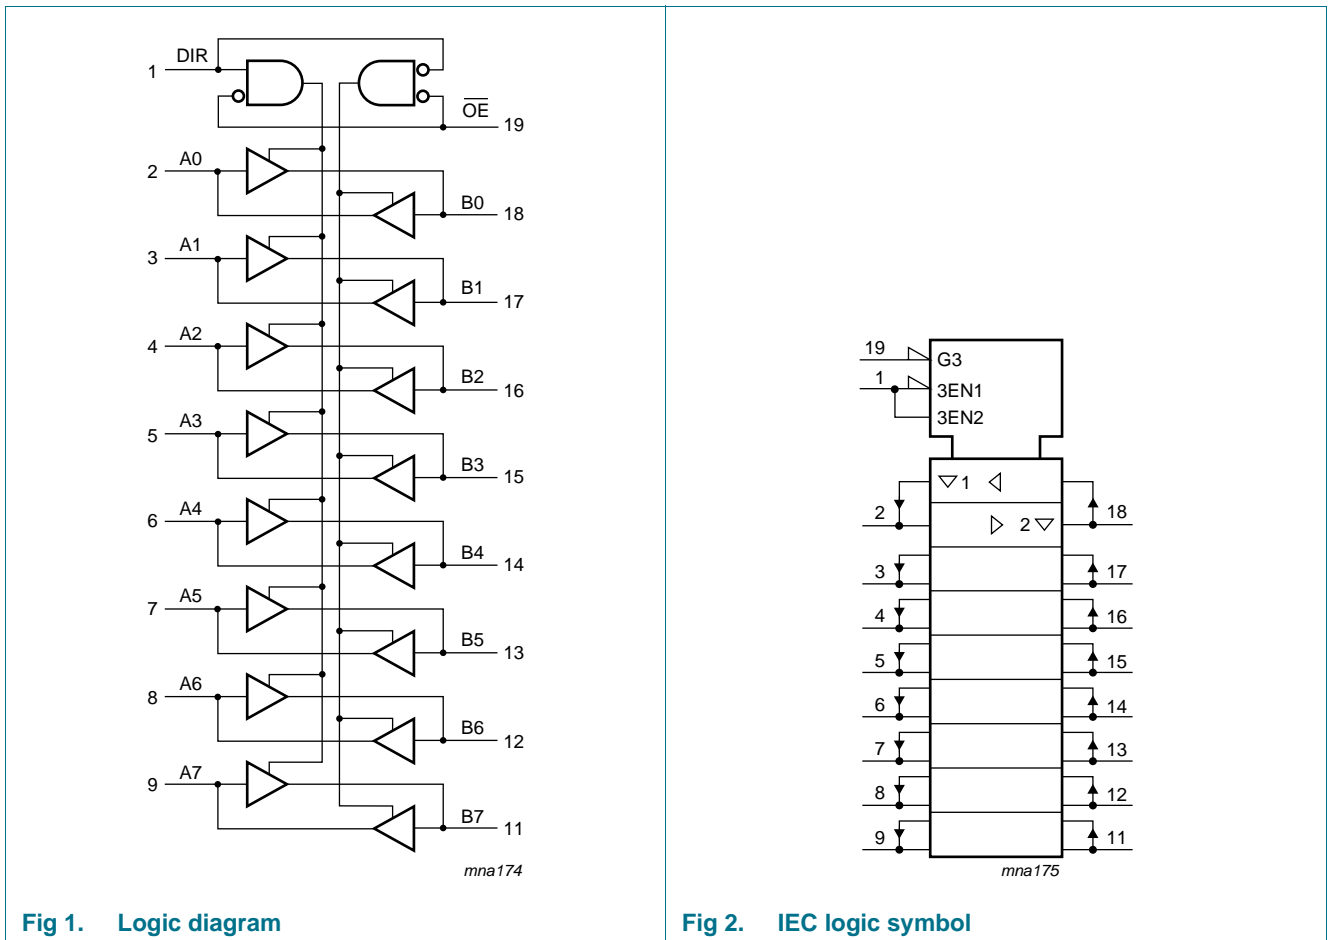 DIR
1
OE
19
A0
2
B0
18
A1
3
B1
17
A2
4
B2
16
A3
5
B3
15
A4
6
B4
14
A5
7
B5
13
A6
8
B6
12
A7
9
B7
11
mna174
Fig 1. Logic diagram
19
G3
1
3EN1
3EN2
1
2
18
2
3
17
4
16
5
15
6
14
7
13
8
12
9
11
mna175
Fig 2. IEC logic symbol